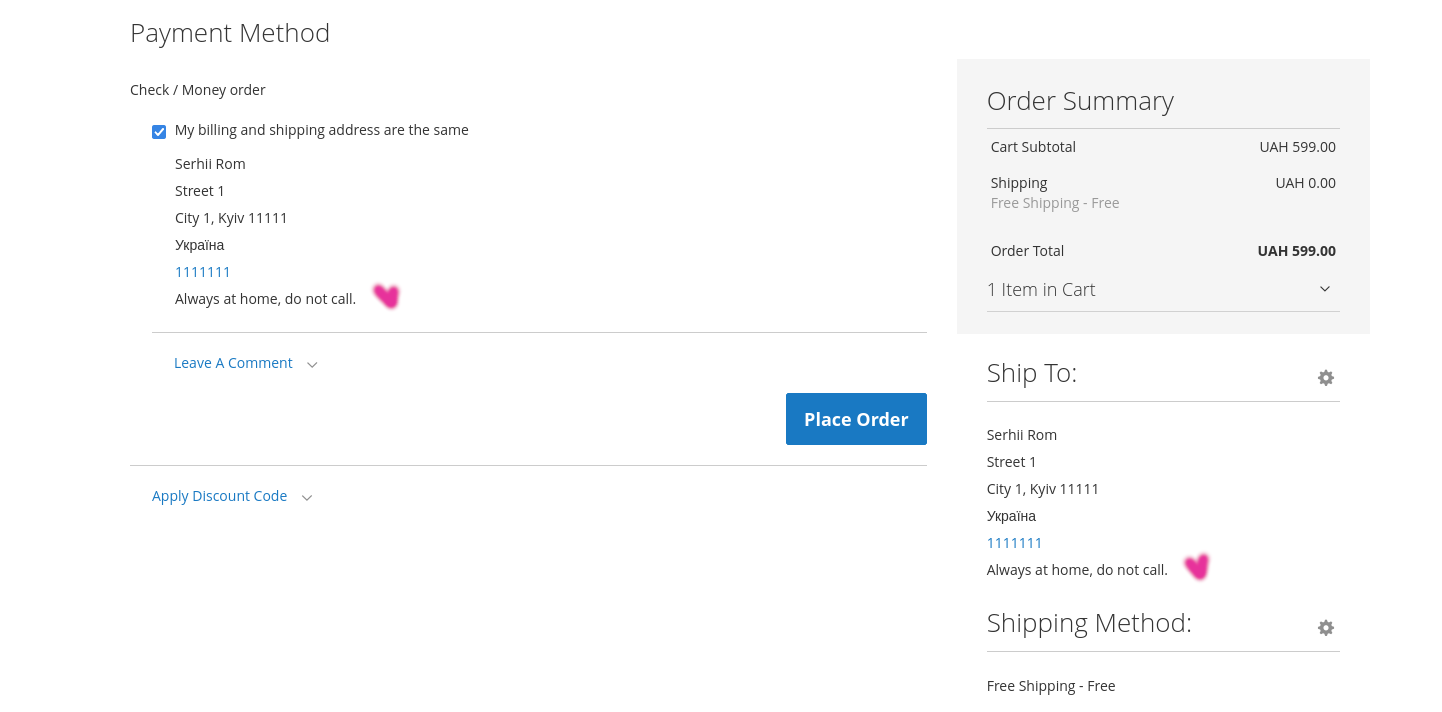 Payment Method
Check / Money order
My billing and shipping address are the same
Serhii Rom
Street 1
City 1, Kyiv 11111
Україна
1111111
Always at home, do not call.
Leave A Comment
Place Order
Apply Discount Code
Order Summary
Cart Subtotal UAH 599.00
Shipping UAH 0.00
Free Shipping - Free
Order Total UAH 599.00
1 Item in Cart
Ship To:
Serhii Rom
Street 1
City 1, Kyiv 11111
Україна
1111111
Always at home, do not call.
Shipping Method:
Free Shipping - Free